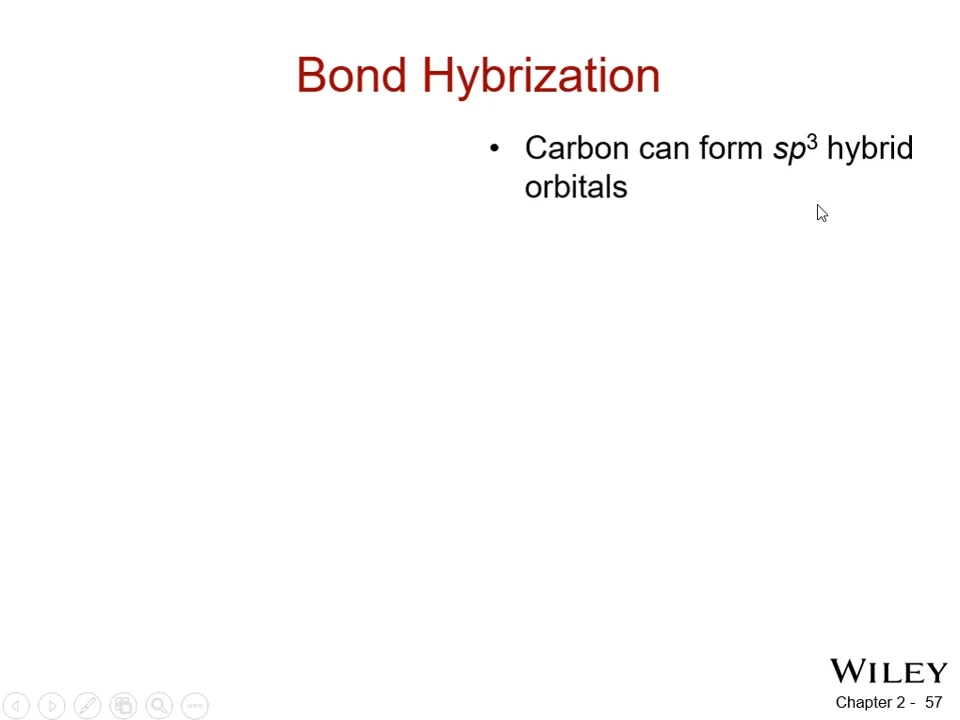 Bond Hybrization
• Carbon can form sp³ hybrid
orbitals
WILEY
Chapter 2 - 57